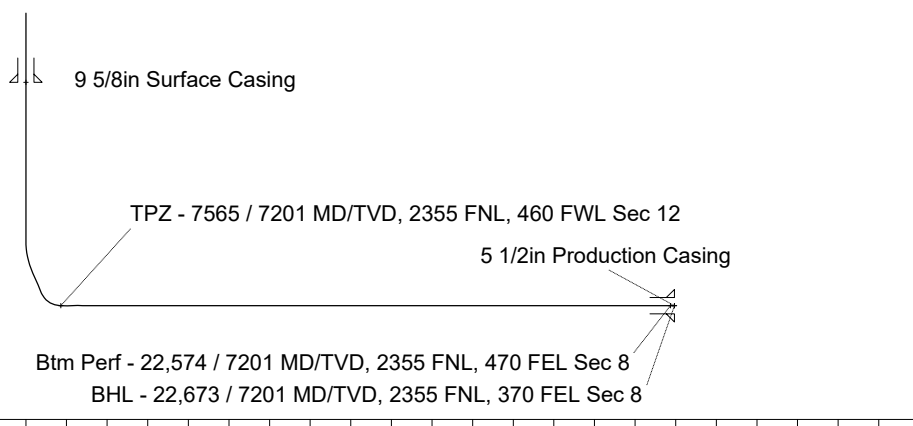 9 5/8in Surface Casing
TPZ - 7565 / 7201 MD/TVD, 2355 FNL, 460 FWL Sec 12
5 1/2in Production Casing
Btm Perf - 22,574 / 7201 MD/TVD, 2355 FNL, 470 FEL Sec 8
BHL - 22,673 / 7201 MD/TVD, 2355 FNL, 370 FEL Sec 8